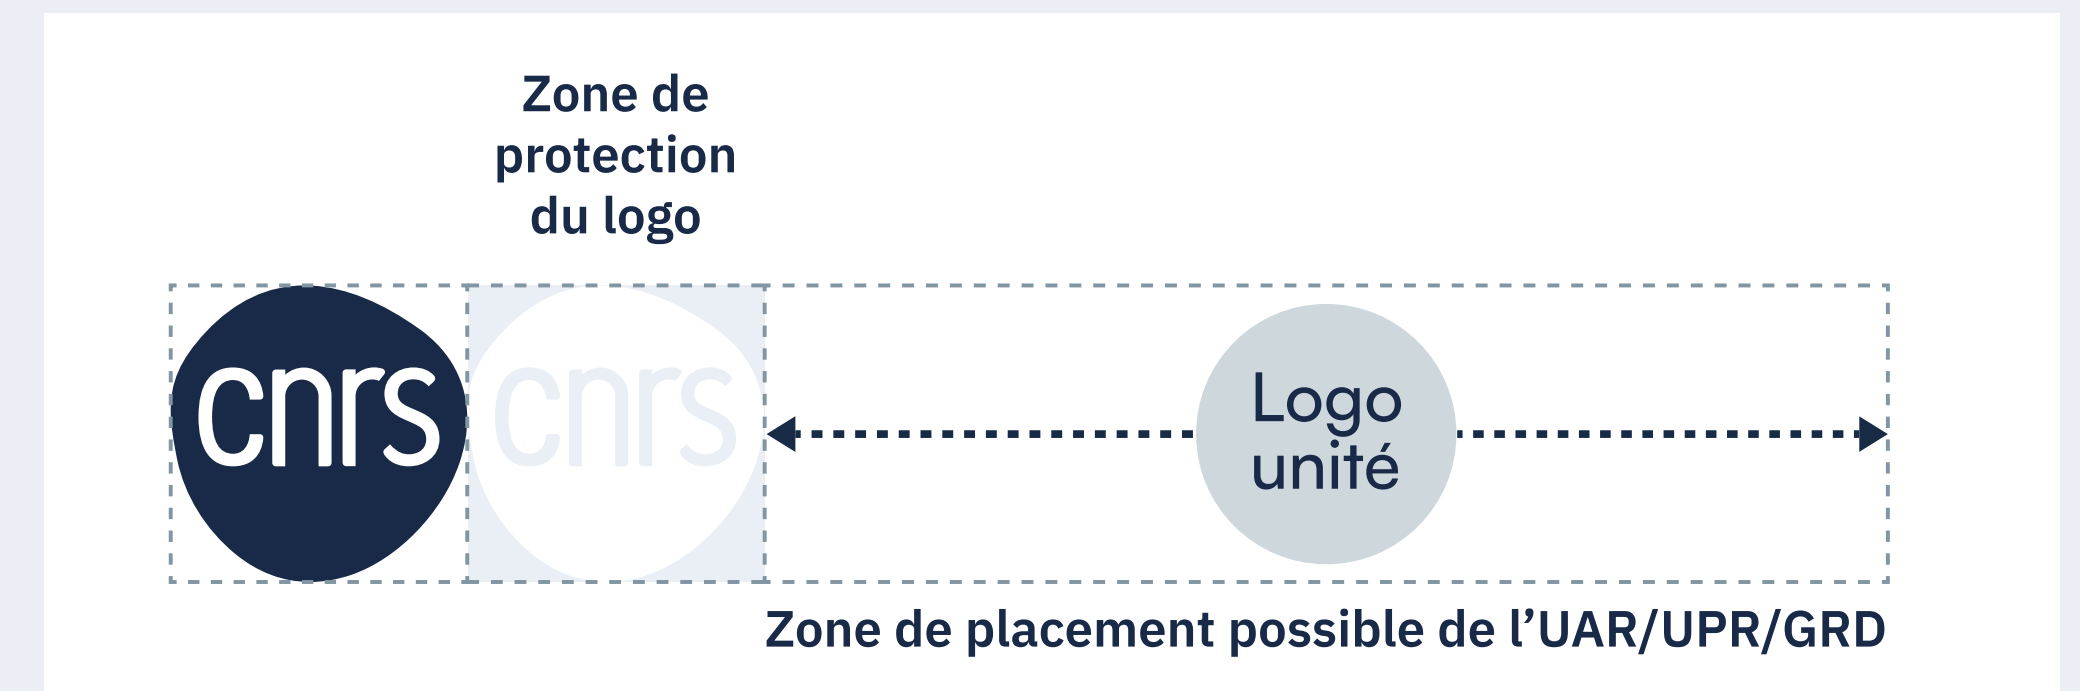 Zone de
protection
du logo
cnrs
cnrs
Logo
unité
Zone de placement possible de l’UAR/UPR/GRD